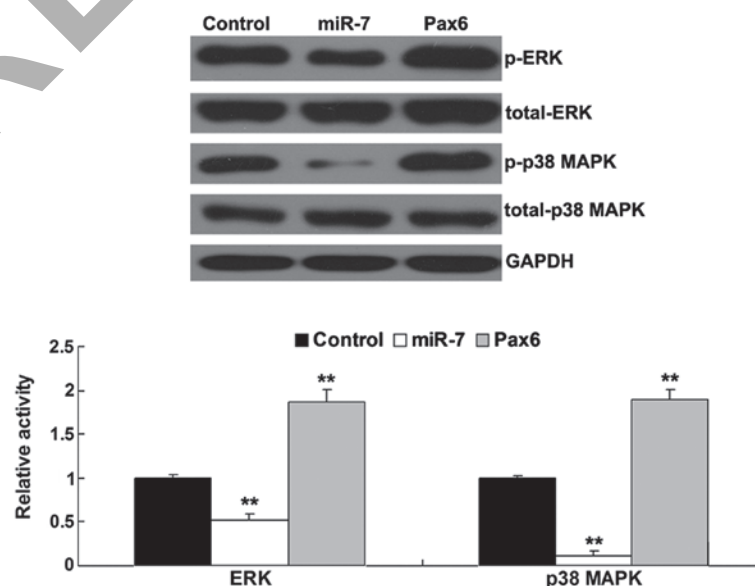 Control miR-7 Pax6
p-ERK
total-ERK
p-p38 MAPK
total-p38 MAPK
GAPDH
Control miR-7 Pax6
Relative activity
2.5
2
1.5
1
0.5
0
** ** ** **
ERK p38 MAPK